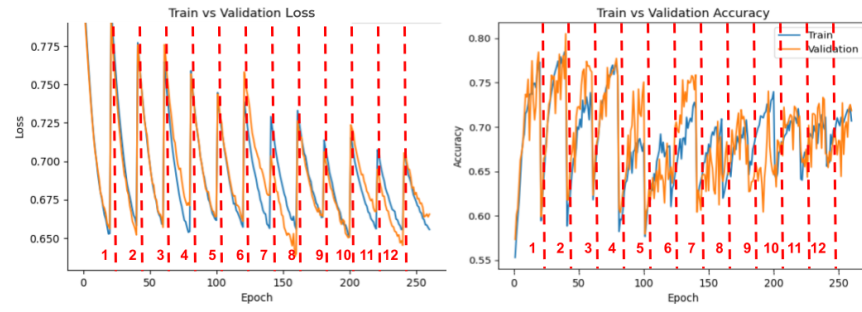 Train vs Validation Loss
0.775
0.750
0.725
0.700
0.675
0.650
Loss
1 2 3 4 5 6 7 8 9 10 11 12
0 50 100 150 200 250
Epoch
Train vs Validation Accuracy
Train
Validation
0.80
0.75
0.70
0.65
0.60
0.55
Accuracy
1 2 3 4 5 6 7 8 9 10 11 12
0 50 100 150 200 250
Epoch